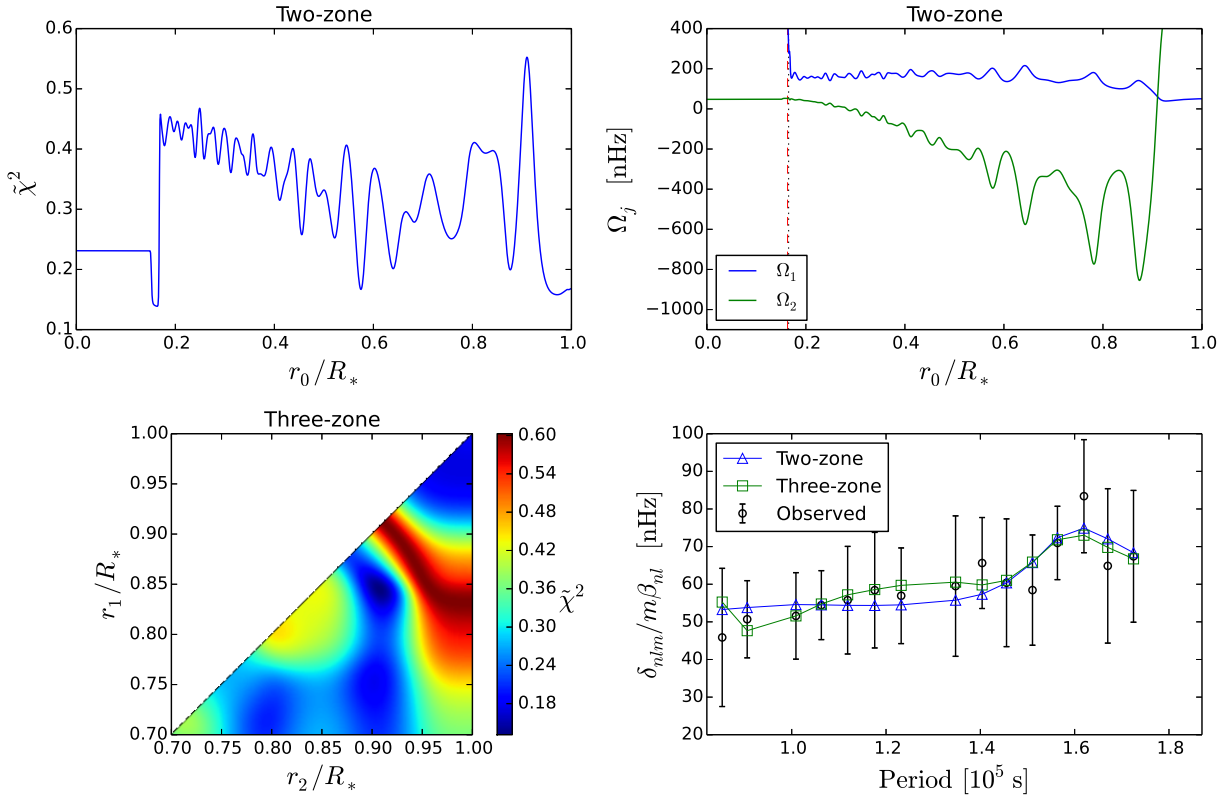 Two-zone
0.6
0.5
0.4
0.3
0.2
0.1
χ̃²
0.0 0.2 0.4 0.6 0.8 1.0
r₀/R∗
Two-zone
400
200
0
−200
−400
−600
−800
−1000
Ω_j [nHz]
Ω₁
Ω₂
0.0 0.2 0.4 0.6 0.8 1.0
r₀/R∗
Three-zone
1.00
0.95
0.90
0.85
0.80
0.75
0.70
r₁/R∗
0.70 0.75 0.80 0.85 0.90 0.95 1.00
r₂/R∗
0.60
0.54
0.48
0.42
0.36
0.30
0.24
0.18
χ̃²
100
90
80
70
60
50
40
30
20
δ_nlm/mβ_nl [nHz]
Two-zone
Three-zone
Observed
1.0 1.2 1.4 1.6 1.8
Period [10⁵ s]